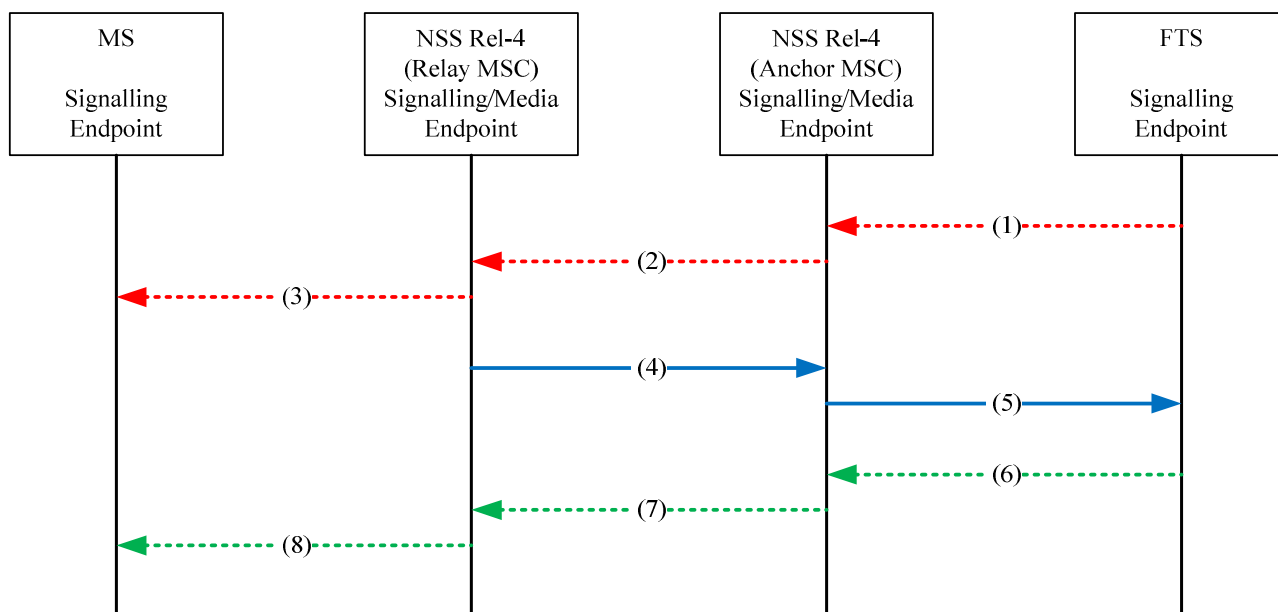 MS
Signalling
Endpoint
NSS Rel-4
(Relay MSC)
Signalling/Media
Endpoint
NSS Rel-4
(Anchor MSC)
Signalling/Media
Endpoint
FTS
Signalling
Endpoint
(1)
(2)
(3)
(4)
(5)
(6)
(7)
(8)